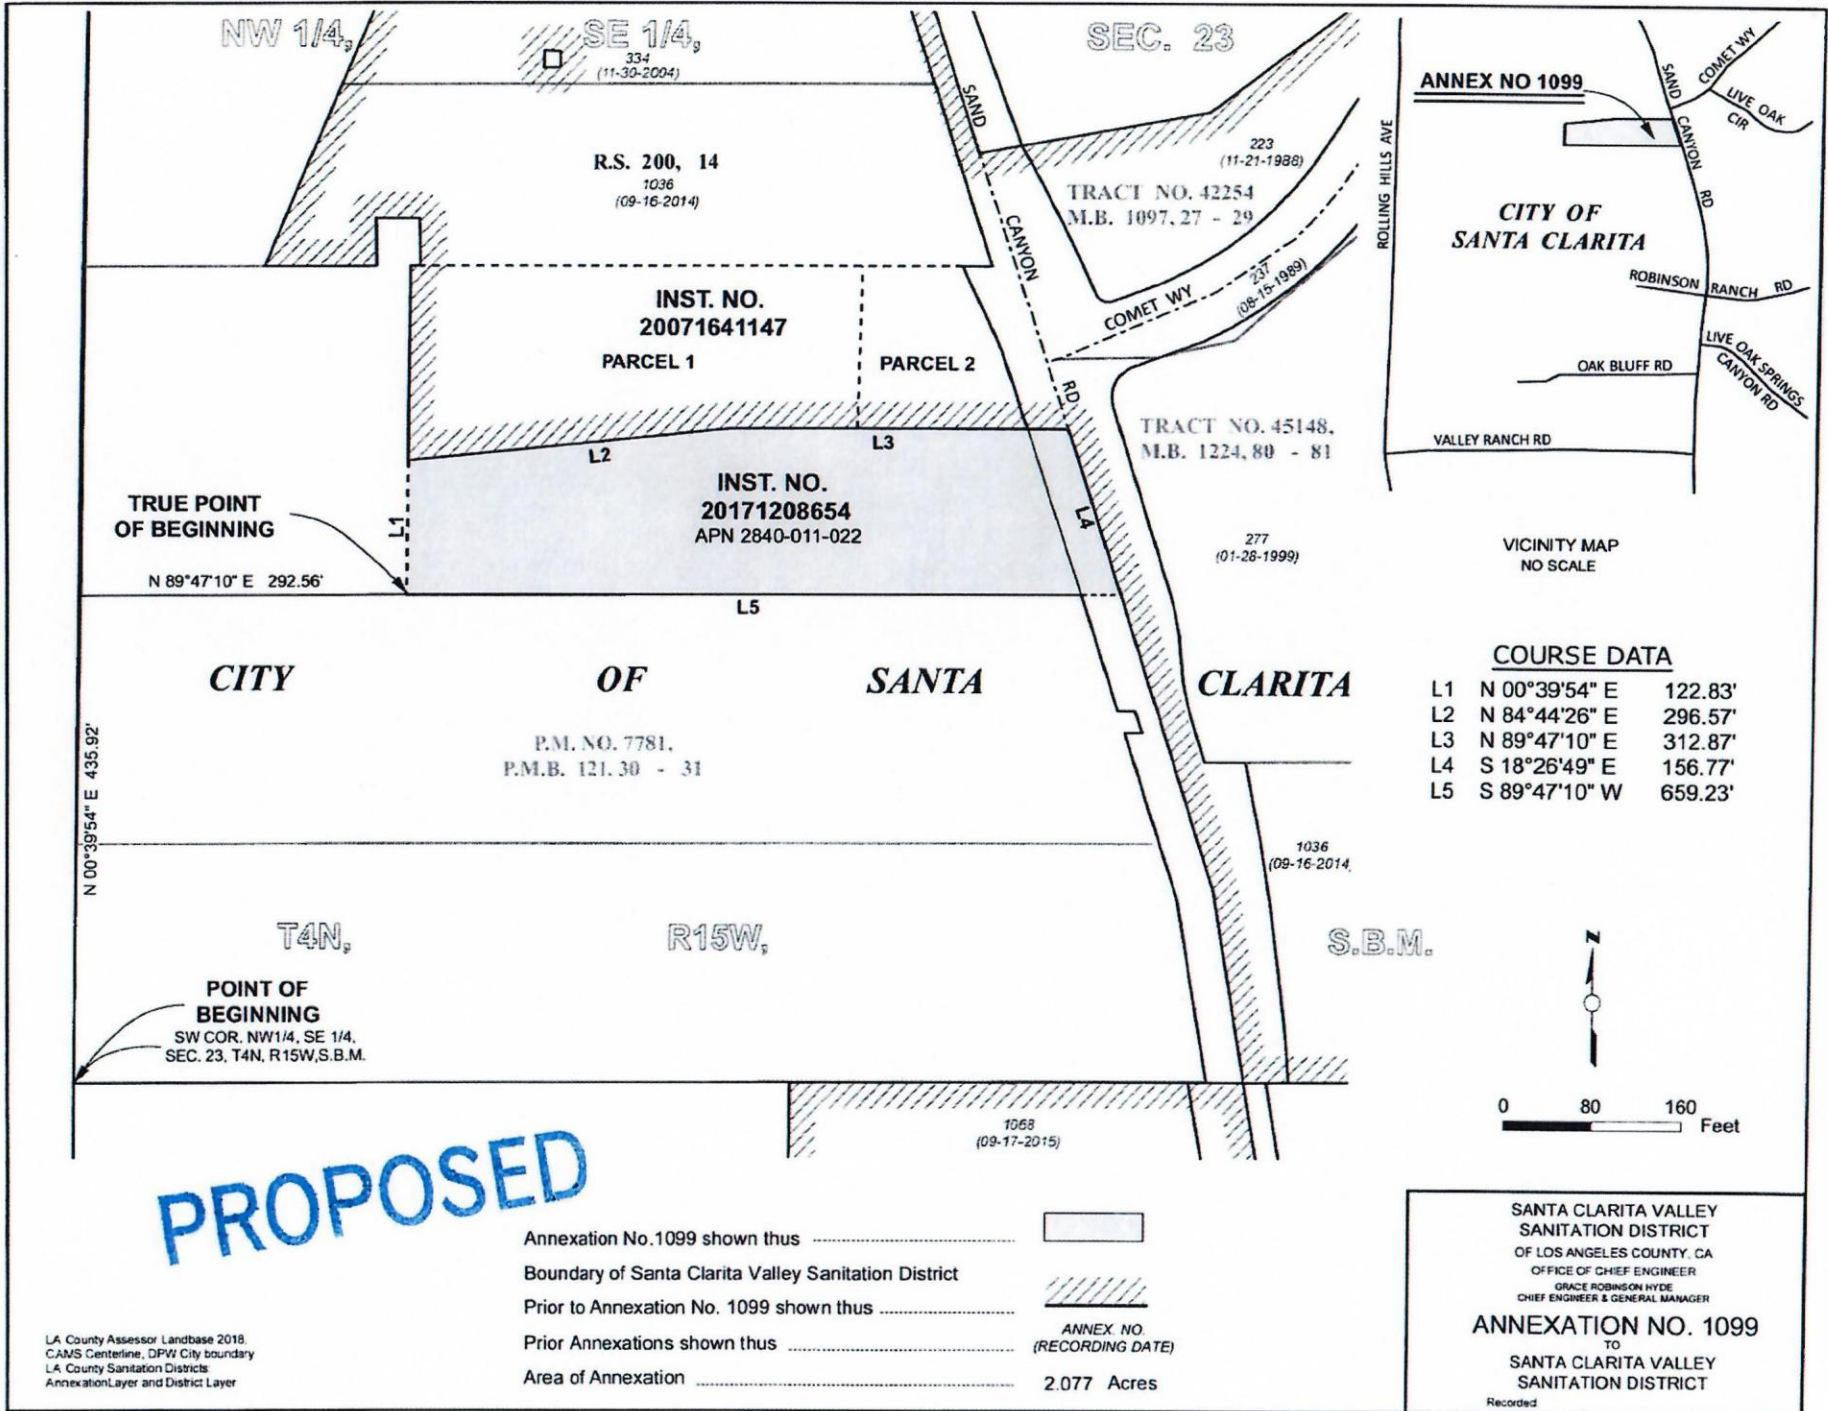 NW 1/4,
SE 1/4,
SEC. 23
334
(11-30-2004)
R.S. 200, 14
1036
(09-16-2014)
SAND
CANYON
RD
223
(11-21-1988)
TRACT NO. 42254
M.B. 1097, 27 - 29
COMET WY
237
(08-15-1989)
INST. NO.
20071641147
PARCEL 1
PARCEL 2
L2
L3
TRACT NO. 45148,
M.B. 1224, 80 - 81
INST. NO.
20171208654
APN 2840-011-022
L1
L4
TRUE POINT
OF BEGINNING
N 89°47'10" E 292.56'
L5
277
(01-28-1999)
CITY OF SANTA CLARITA
P.M. NO. 7781,
P.M.B. 121. 30 - 31
N 00°39'54" E 435.92'
1036
(09-16-2014
T4N,
R15W,
S.B.M.
POINT OF
BEGINNING
SW COR. NW1/4, SE 1/4,
SEC. 23, T4N, R15W,S.B.M.
1068
(09-17-2015)
ANNEX NO 1099
ROLLING HILLS AVE
SAND CANYON RD
COMET WY
LIVE OAK
CIR
CITY OF
SANTA CLARITA
ROBINSON RANCH RD
LIVE OAK SPRINGS
CANYON RD
OAK BLUFF RD
VALLEY RANCH RD
VICINITY MAP
NO SCALE
COURSE DATA
L1 N 00°39'54" E 122.83'
L2 N 84°44'26" E 296.57'
L3 N 89°47'10" E 312.87'
L4 S 18°26'49" E 156.77'
L5 S 89°47'10" W 659.23'
N
0 80 160
Feet
PROPOSED
Annexation No.1099 shown thus
Boundary of Santa Clarita Valley Sanitation District
Prior to Annexation No. 1099 shown thus
Prior Annexations shown thus
ANNEX. NO.
(RECORDING DATE)
Area of Annexation 2.077 Acres
LA County Assessor Landbase 2018.
CAMS Centerline, DPW City boundary
LA County Sanitation Districts
AnnexationLayer and District Layer
SANTA CLARITA VALLEY
SANITATION DISTRICT
OF LOS ANGELES COUNTY, CA
OFFICE OF CHIEF ENGINEER
GRACE ROBINSON HYDE
CHIEF ENGINEER & GENERAL MANAGER
ANNEXATION NO. 1099
TO
SANTA CLARITA VALLEY
SANITATION DISTRICT
Recorded